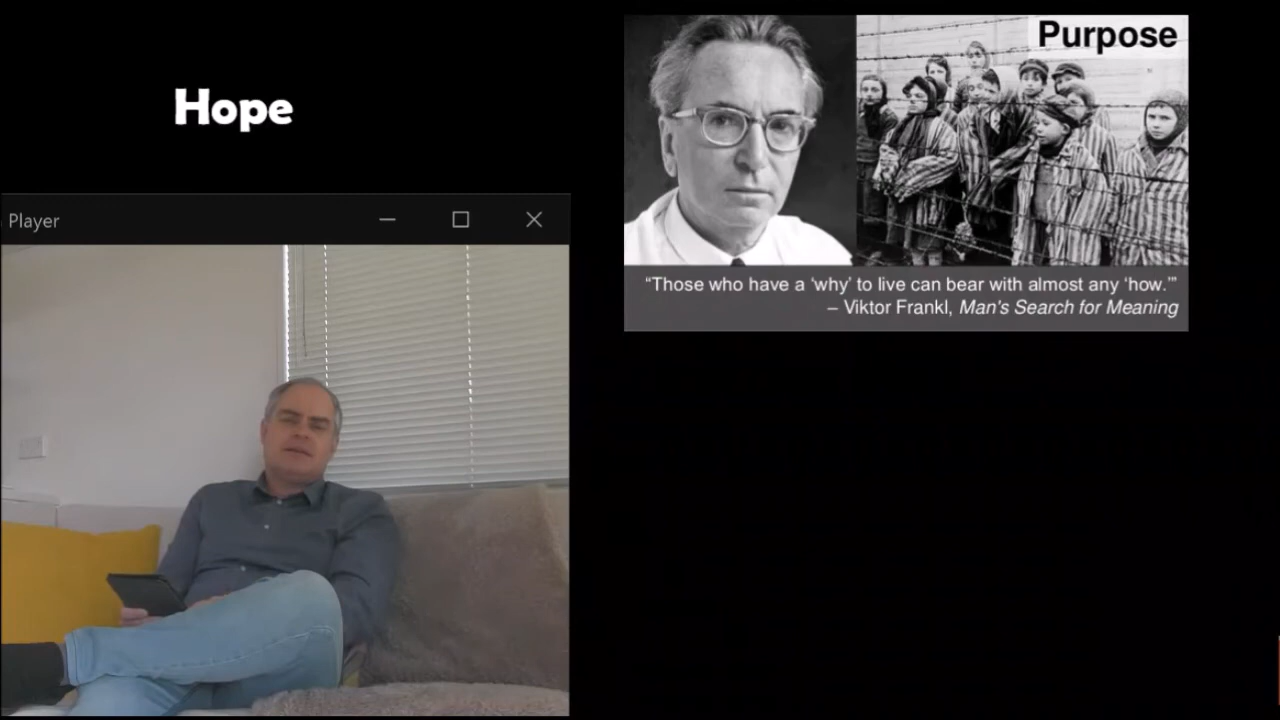 Hope
Player
Purpose
“Those who have a ‘why’ to live can bear with almost any ‘how.’”
– Viktor Frankl, Man's Search for Meaning